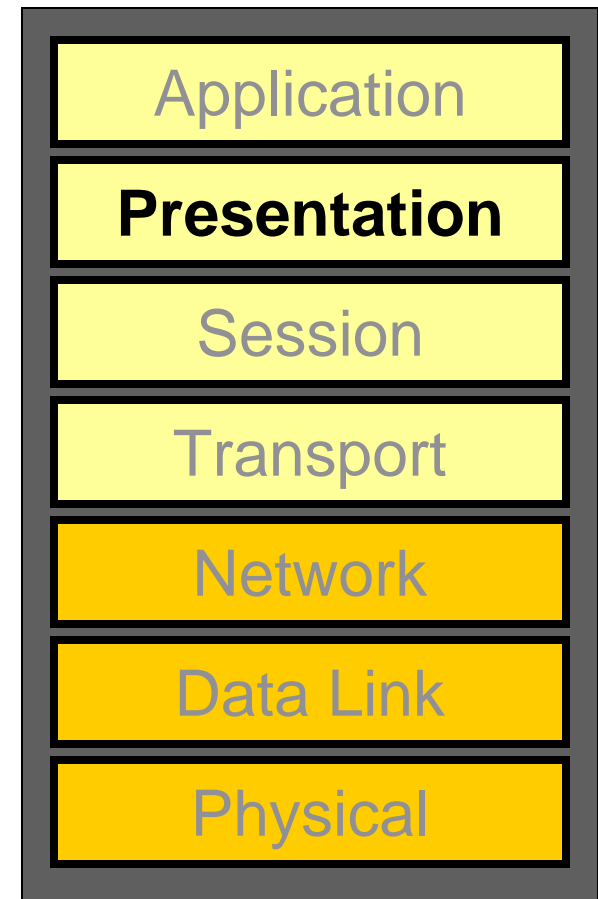 Application
Presentation
Session
Transport
Network
Data Link
Physical